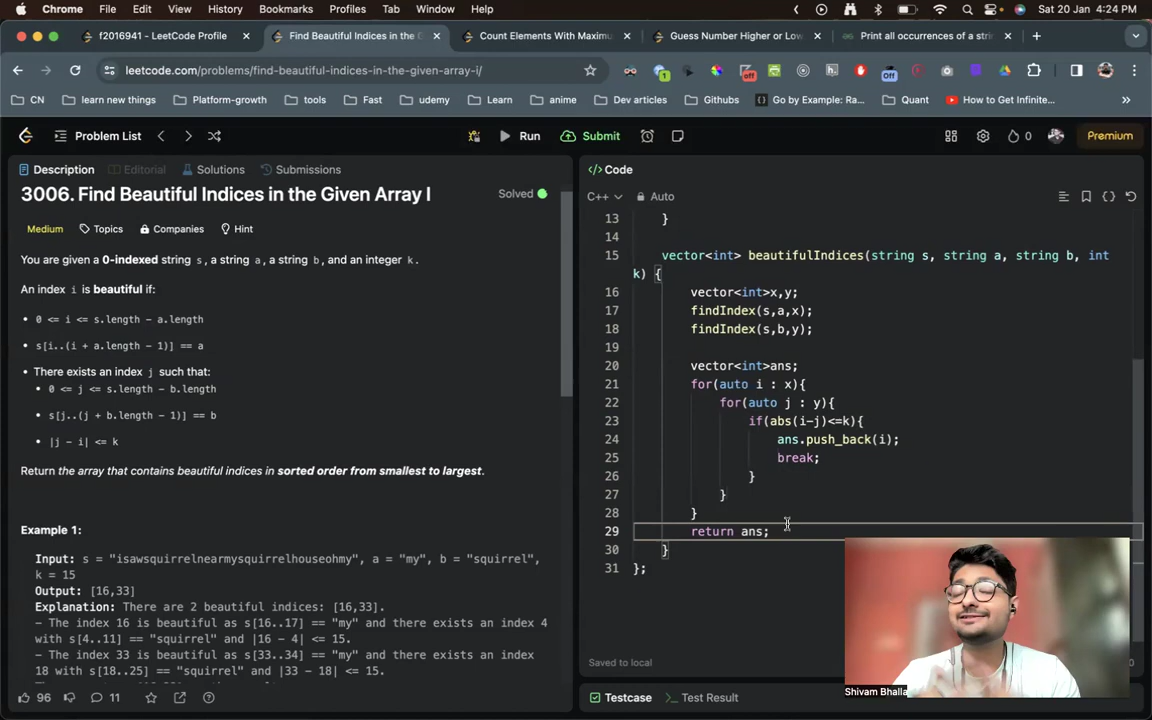 Chrome File Edit View History Bookmarks Profiles Tab Window Help
Sat 20 Jan 4:24 PM
f2016941 - LeetCode Profile
Find Beautiful Indices in the G
Count Elements With Maximum
Guess Number Higher or Low
Print all occurrences of a strin
leetcode.com/problems/find-beautiful-indices-in-the-given-array-i/
1
off
Off
CN
learn new things
Platform-growth
tools
Fast
udemy
Learn
anime
Dev articles
Githubs
Go by Example: Ra...
Quant
How to Get Infinite...
»
Problem List
Run
Submit
0
Premium
Description
Editorial
Solutions
Submissions
3006. Find Beautiful Indices in the Given Array I
Solved
Medium
Topics
Companies
Hint
You are given a 0-indexed string s, a string a, a string b, and an integer k.
An index i is beautiful if:
• 0 <= i <= s.length - a.length
• s[i..(i + a.length - 1)] == a
• There exists an index j such that:
• 0 <= j <= s.length - b.length
• s[j..(j + b.length - 1)] == b
• |j - i| <= k
Return the array that contains beautiful indices in sorted order from smallest to largest.
Example 1:
Input: s = "isawsquirrelnearmysquirrelhouseohmy", a = "my", b = "squirrel",
k = 15
Output: [16,33]
Explanation: There are 2 beautiful indices: [16,33].
- The index 16 is beautiful as s[16..17] == "my" and there exists an index 4
with s[4..11] == "squirrel" and |16 - 4| <= 15.
- The index 33 is beautiful as s[33..34] == "my" and there exists an index
18 with s[18..25] == "squirrel" and |33 - 18| <= 15.
96
11
</> Code
C++
Auto
13 }
14
15 vector<int> beautifulIndices(string s, string a, string b, int
k) {
16 vector<int>x,y;
17 findIndex(s,a,x);
18 findIndex(s,b,y);
19
20 vector<int>ans;
21 for(auto i : x){
22 for(auto j : y){
23 if(abs(i-j)<=k){
24 ans.push_back(i);
25 break;
26 }
27 }
28 }
29 return ans;
30 }
31 };
Saved to local
Testcase
Test Result
Shivam Bhalla